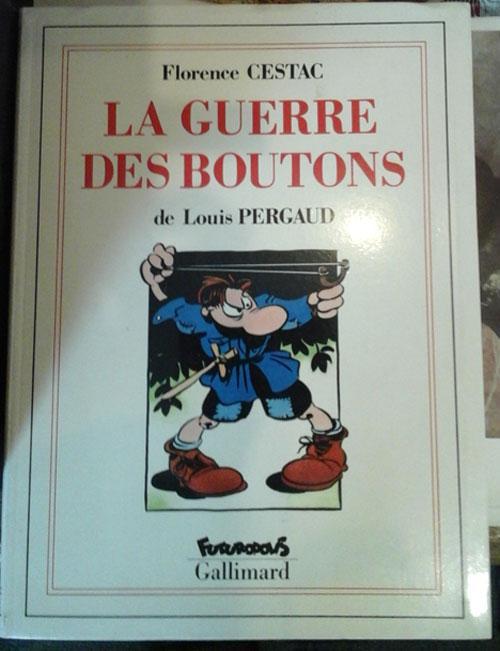 Florence CESTAC
LA GUERRE
DES BOUTONS
de Louis PERGAUD
FUTUROPOLIS
Gallimard